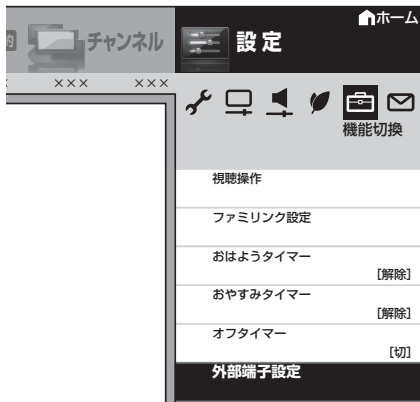 ホーム
チャンネル
設定
××× ×××
機能切換
視聴操作
ファミリンク設定
おはようタイマー
[解除]
おやすみタイマー
[解除]
オフタイマー
[切]
外部端子設定